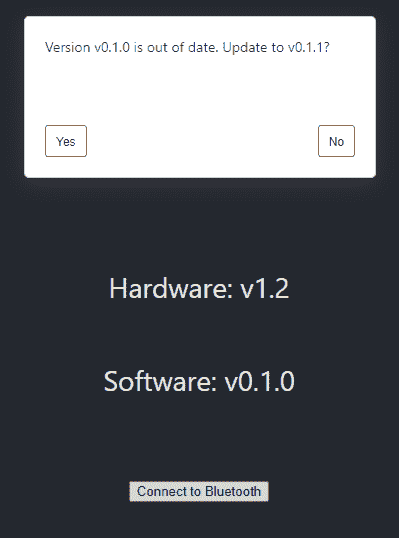 Version v0.1.0 is out of date. Update to v0.1.1?
Yes
No
Hardware: v1.2
Software: v0.1.0
Connect to Bluetooth